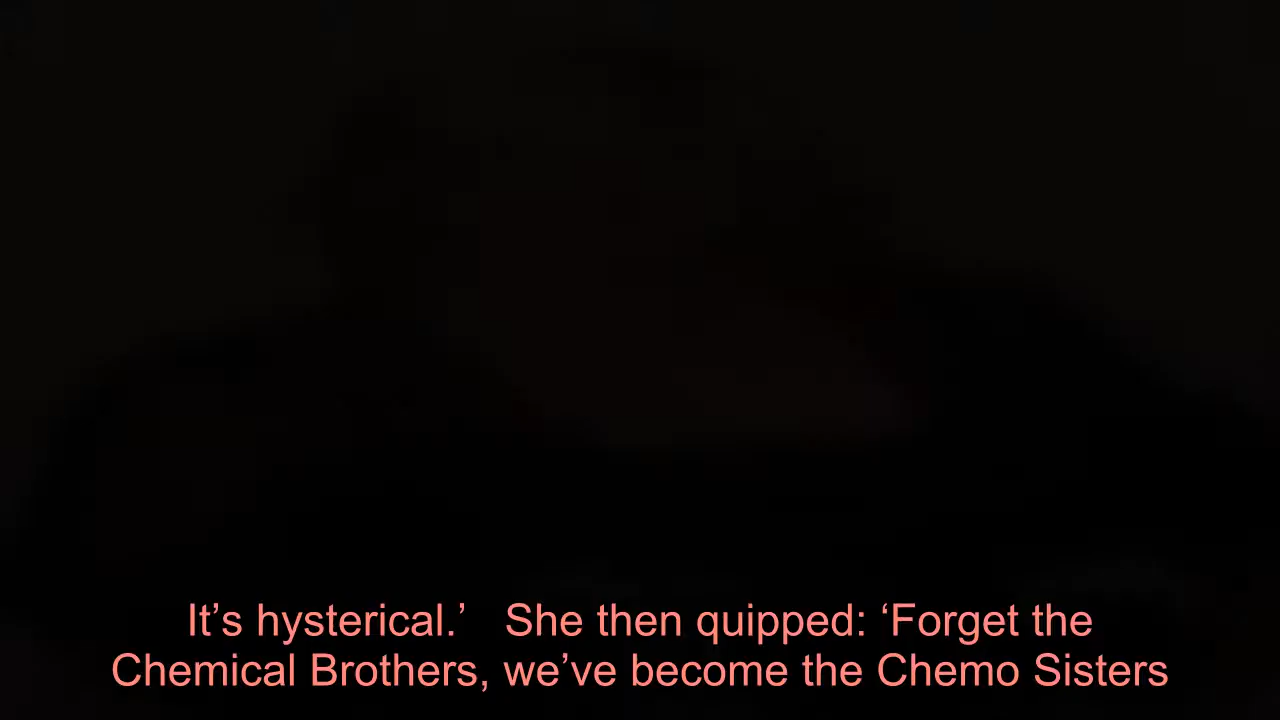 It’s hysterical.’   She then quipped: ‘Forget the
Chemical Brothers, we’ve become the Chemo Sisters